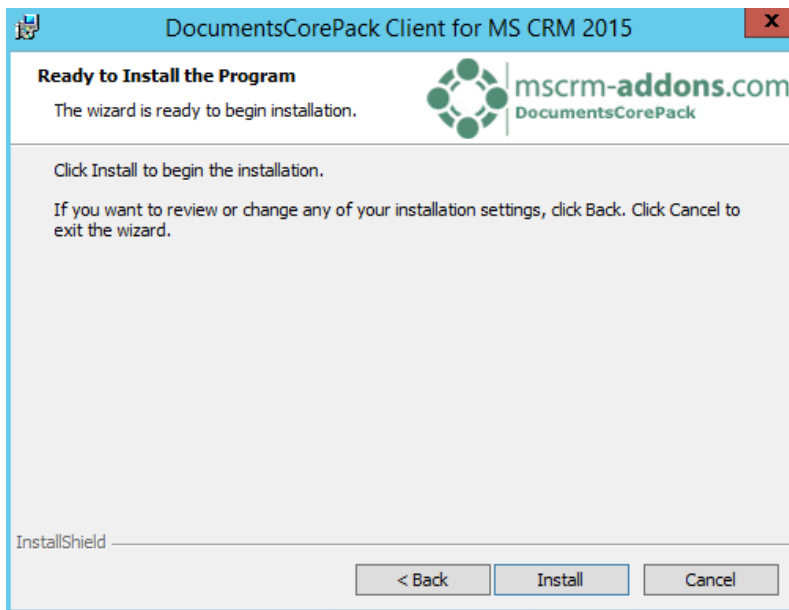 DocumentsCorePack Client for MS CRM 2015
x
Ready to Install the Program
The wizard is ready to begin installation.
mscrm-addons.com
DocumentsCorePack
Click Install to begin the installation.
If you want to review or change any of your installation settings, click Back. Click Cancel to
exit the wizard.
InstallShield
< Back Install Cancel